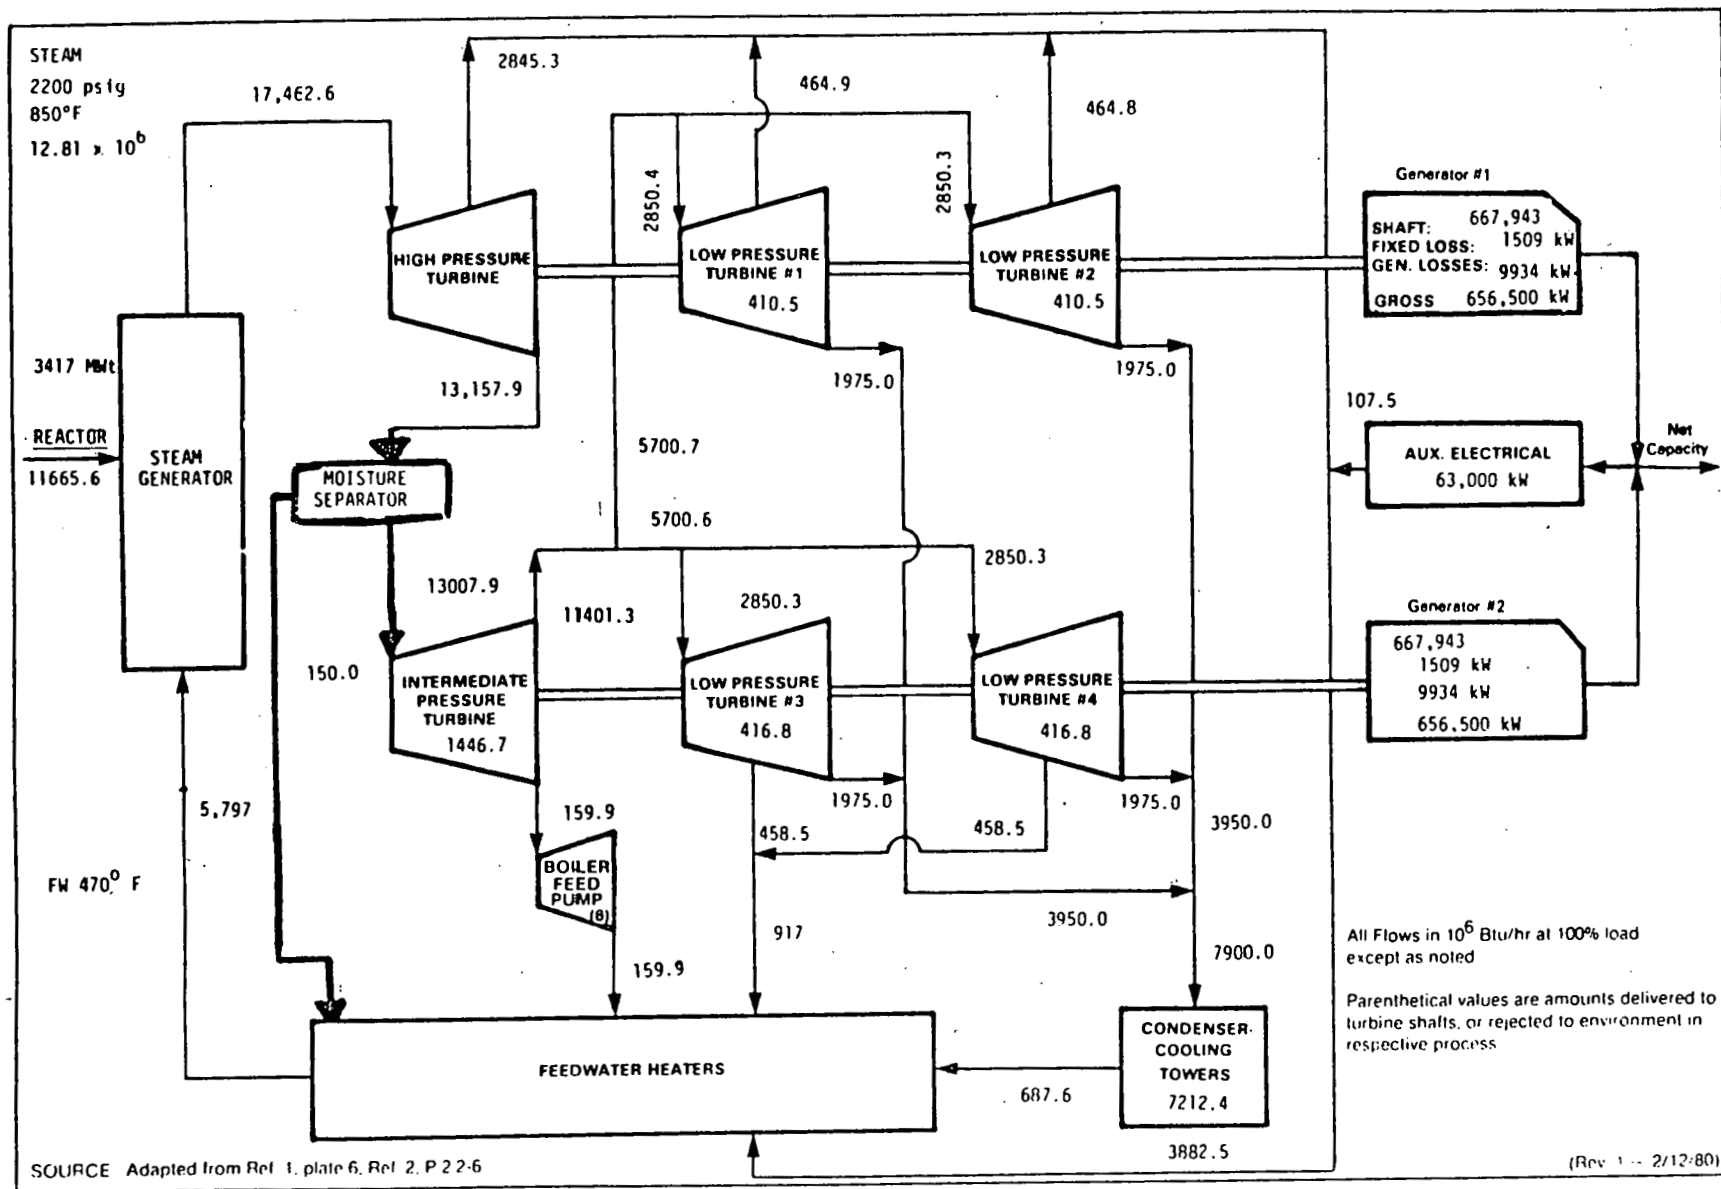 STEAM
2200 psig
850°F
12.81 x 10⁶
17,462.6
2845.3
464.9
464.8
2850.4
2850.3
HIGH PRESSURE
TURBINE
LOW PRESSURE
TURBINE #1
410.5
LOW PRESSURE
TURBINE #2
410.5
Generator #1
SHAFT: 667,943
FIXED LOSS: 1509 kW
GEN. LOSSES: 9934 kW
GROSS 656,500 kW
3417 MWt
REACTOR
11665.6
STEAM
GENERATOR
13,157.9
1975.0
1975.0
107.5
MOISTURE
SEPARATOR
5700.7
5700.6
AUX. ELECTRICAL
63,000 kW
Net
Capacity
13007.9
11401.3
2850.3
2850.3
150.0
INTERMEDIATE
PRESSURE
TURBINE
1446.7
LOW PRESSURE
TURBINE #3
416.8
LOW PRESSURE
TURBINE #4
416.8
Generator #2
667,943
1509 kW
9934 kW
656,500 kW
5,797
159.9
1975.0
1975.0
458.5
458.5
3950.0
FW 470° F
BOILER
FEED
PUMP
(8)
917
3950.0
159.9
7900.0
All Flows in 10⁶ Btu/hr at 100% load
except as noted
Parenthetical values are amounts delivered to
turbine shafts, or rejected to environment in
respective process
FEEDWATER HEATERS
687.6
CONDENSER-
COOLING
TOWERS
7212.4
3882.5
SOURCE Adapted from Ref. 1, plate 6, Ref. 2, P 2.2-6
(Rev. 1 -- 2/12/80)